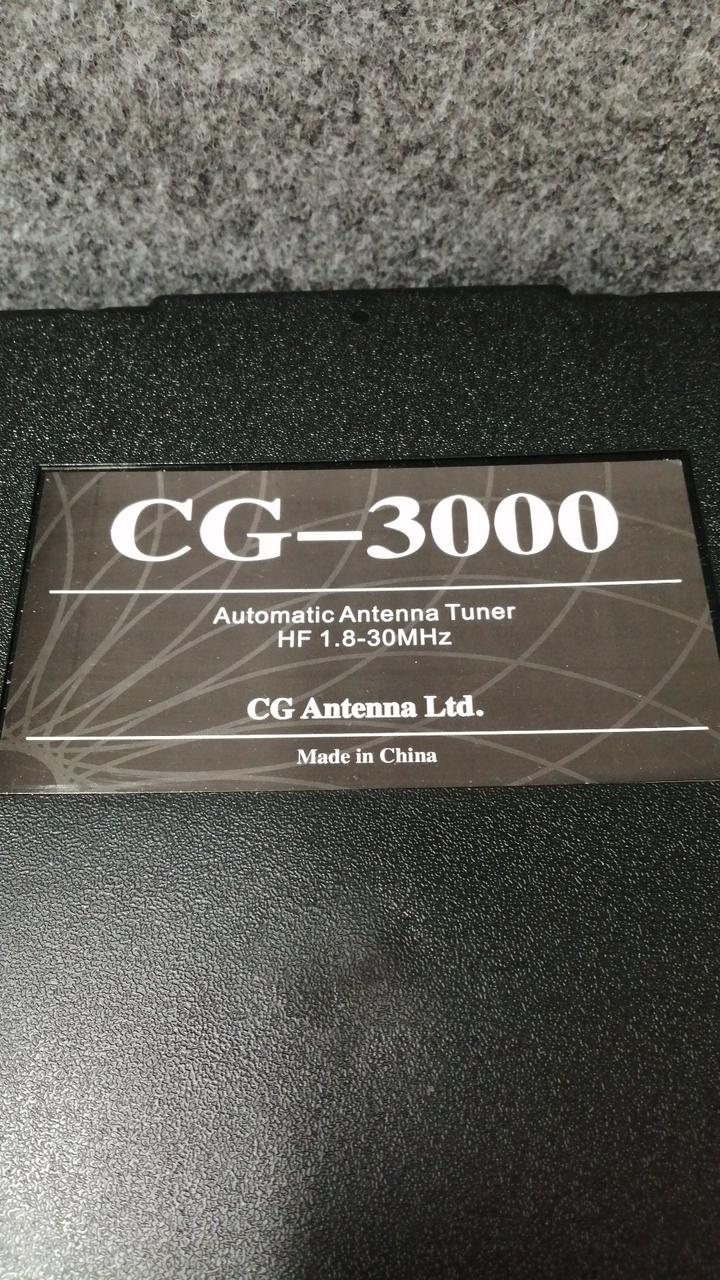 CG-3000
Automatic Antenna Tuner
HF 1.8-30MHz
CG Antenna Ltd.
Made in China